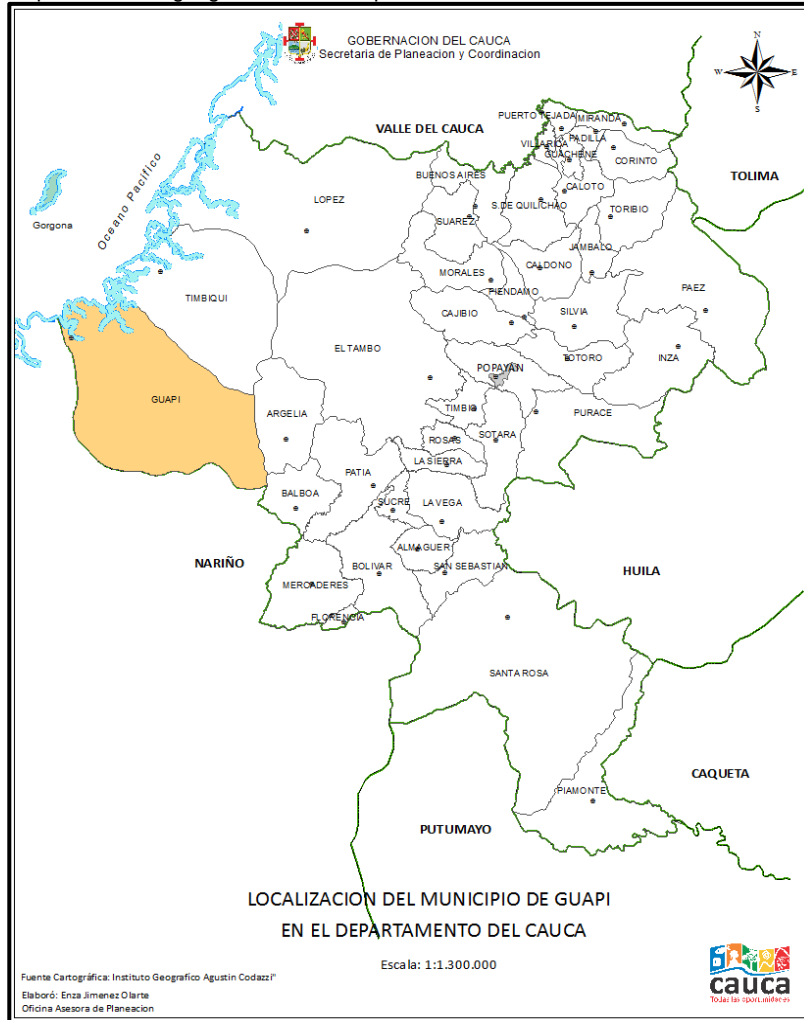 GOBERNACION DEL CAUCA
Secretaria de Planeacion y Coordinacion
N
W
E
S
VALLE DEL CAUCA
PUERTO TEJADA
MIRANDA
PADILLA
VILLARICA
GUACHENE
CORINTO
TOLIMA
BUENOS AIRES
CALOTO
LOPEZ
S.DE QUILICHAO
TORIBIO
SUAREZ
Gorgona
Oceano Pacifico
JAMBALO
CALDONO
MORALES
PIENDAMO
PAEZ
TIMBIQUI
CAJIBIO
SILVIA
EL TAMBO
TOTORO
INZA
POPAYAN
GUAPI
ARGELIA
TIMBIO
PURACE
ROSAS
SOTARA
LA SIERRA
PATIA
BALBOA
SUCRE
LA VEGA
ALMAGUER
NARIÑO
BOLIVAR
SAN SEBASTIAN
HUILA
MERCADERES
FLORENCIA
SANTA ROSA
CAQUETA
PIAMONTE
PUTUMAYO
LOCALIZACION DEL MUNICIPIO DE GUAPI
EN EL DEPARTAMENTO DEL CAUCA
Escala: 1:1.300.000
Fuente Cartográfica: Instituto Geografico Agustin Codazzi"
Elaboró: Enza Jimenez Olarte
Oficina Asesora de Planeacion
cauca
Todas las oportunidades